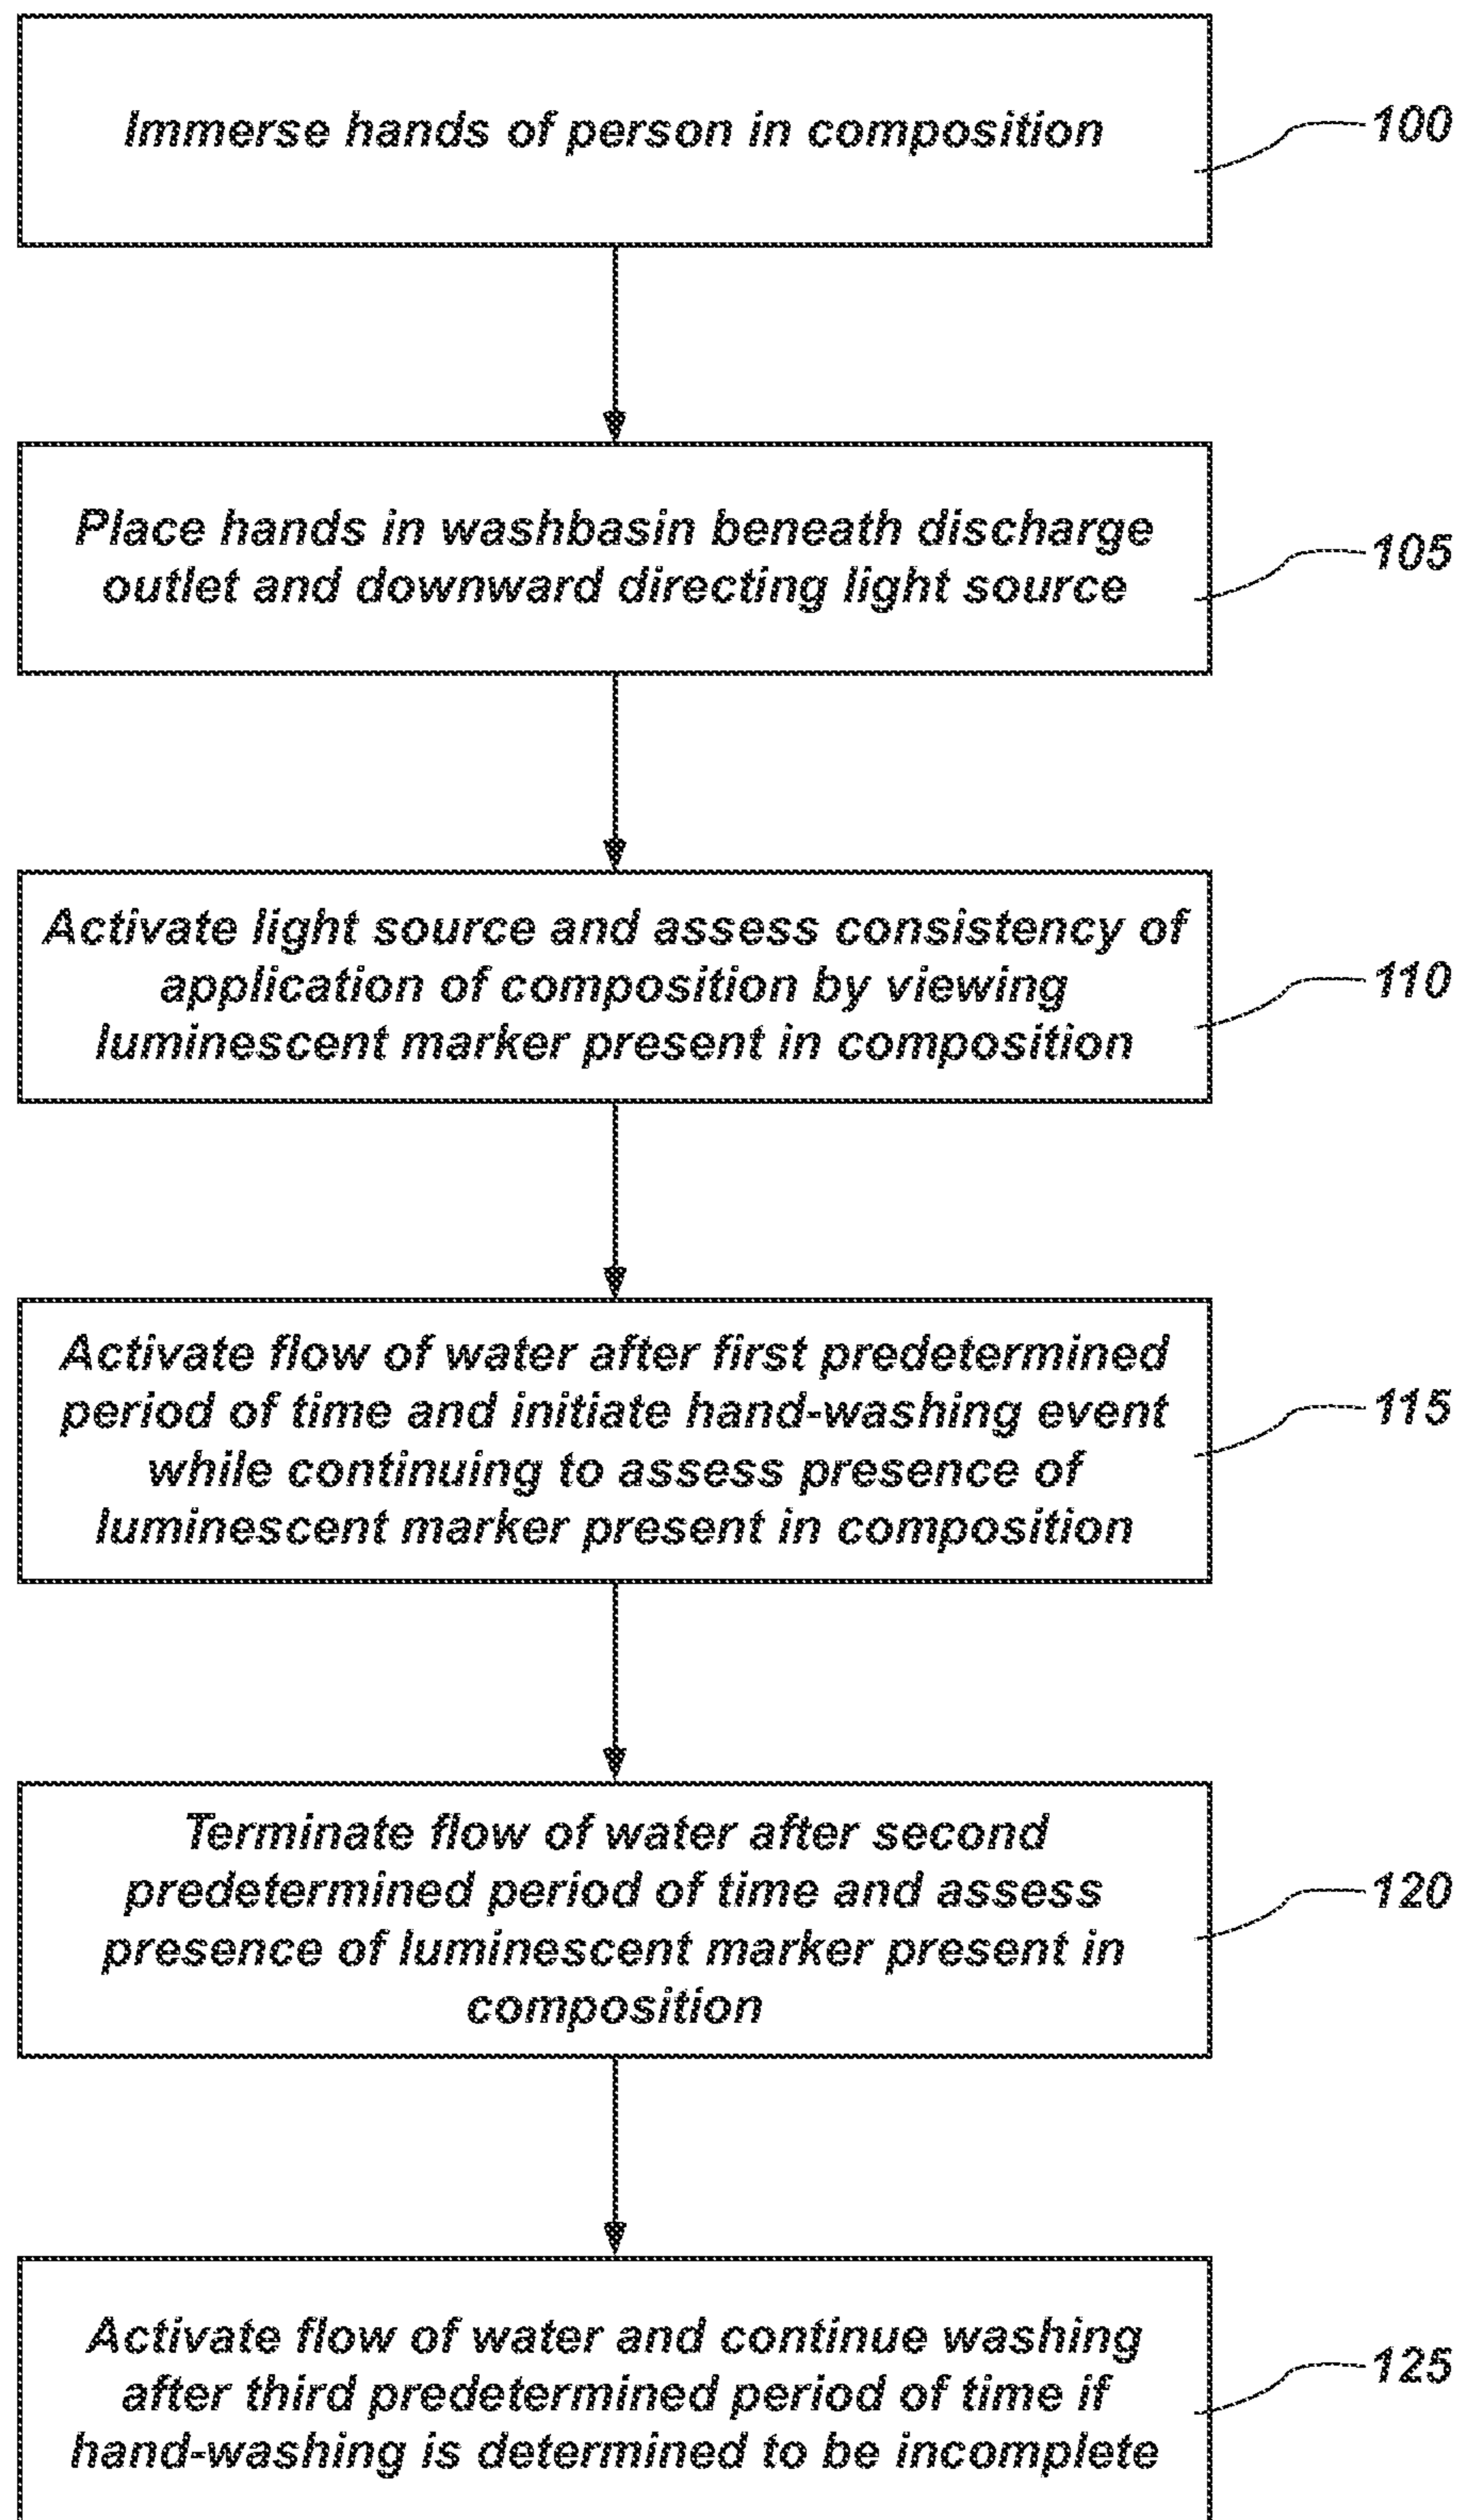 Immerse hands of person in composition
100
Place hands in washbasin beneath discharge
outlet and downward directing light source
105
Activate light source and assess consistency of
application of composition by viewing
luminescent marker present in composition
110
Activate flow of water after first predetermined
period of time and initiate hand-washing event
while continuing to assess presence of
luminescent marker present in composition
115
Terminate flow of water after second
predetermined period of time and assess
presence of luminescent marker present in
composition
120
Activate flow of water and continue washing
after third predetermined period of time if
hand-washing is determined to be incomplete
125